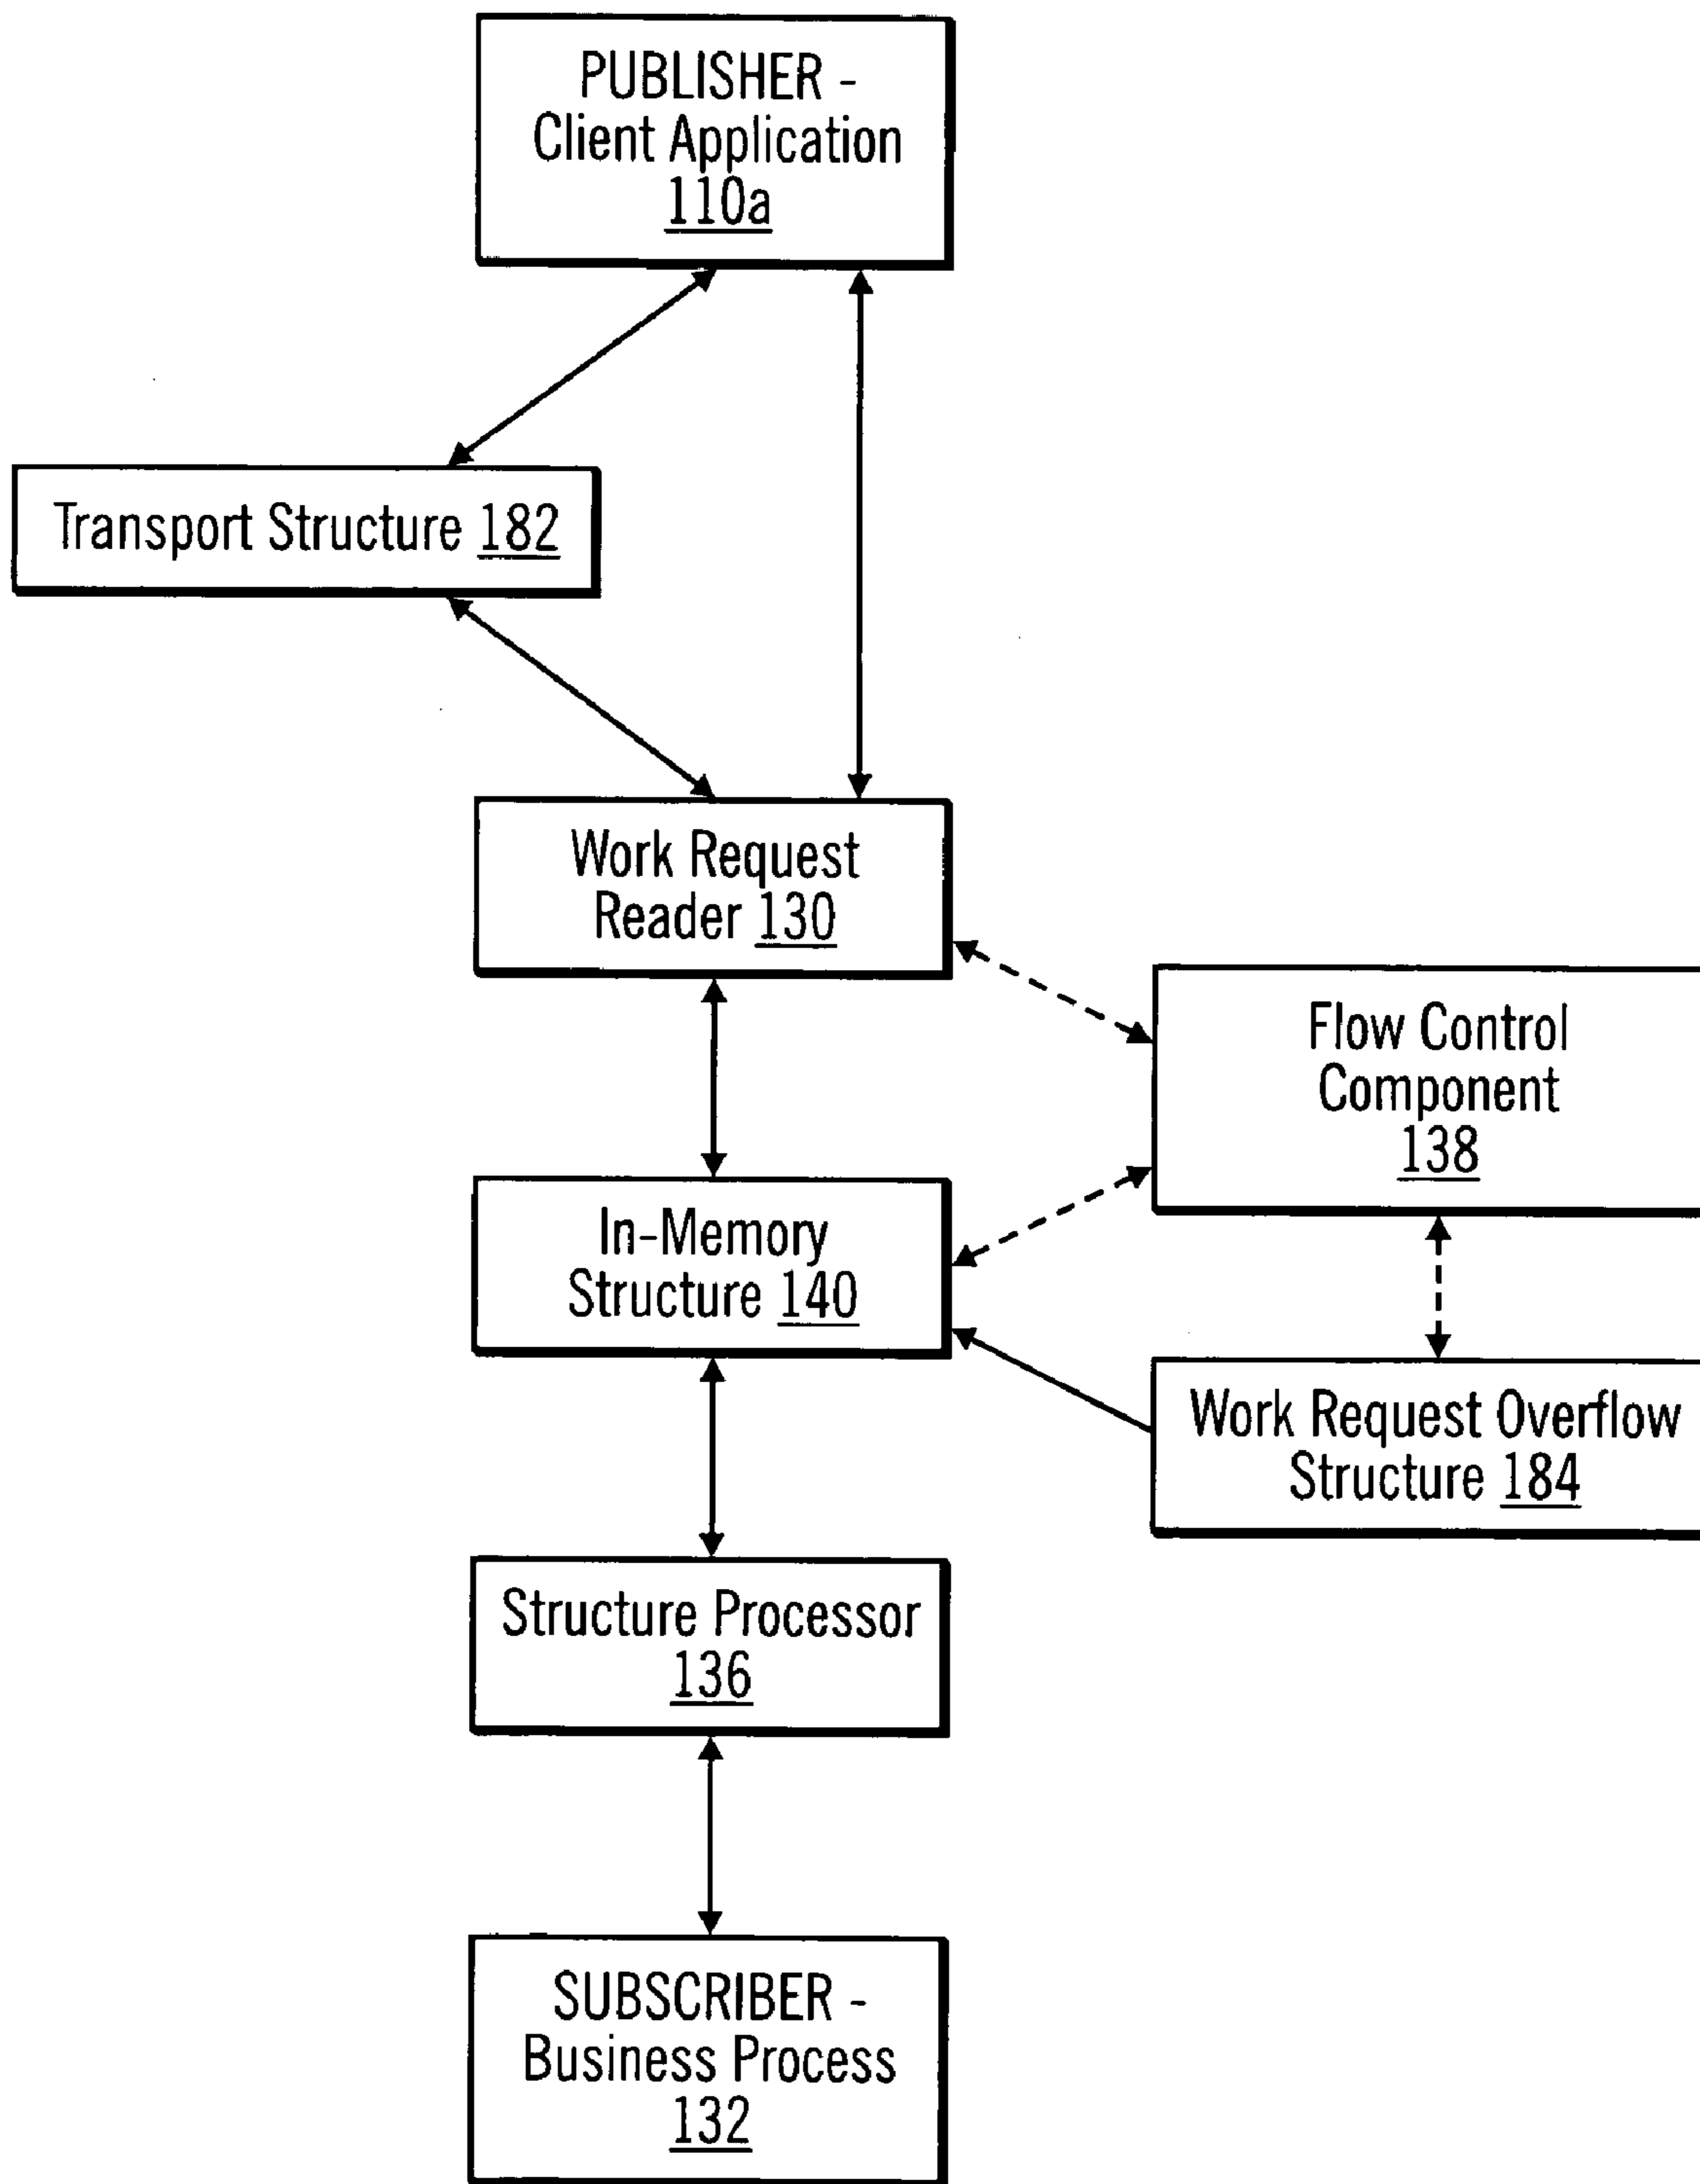 PUBLISHER -
Client Application
110a
Transport Structure 182
Work Request
Reader 130
Flow Control
Component
138
In-Memory
Structure 140
Work Request Overflow
Structure 184
Structure Processor
136
SUBSCRIBER -
Business Process
132